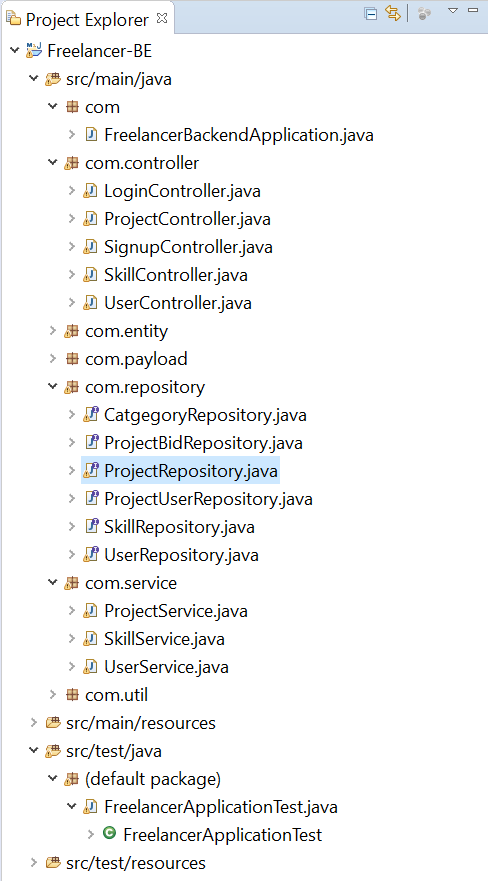 Project Explorer
Freelancer-BE
src/main/java
com
FreelancerBackendApplication.java
com.controller
LoginController.java
ProjectController.java
SignupController.java
SkillController.java
UserController.java
com.entity
com.payload
com.repository
CatgegoryRepository.java
ProjectBidRepository.java
ProjectRepository.java
ProjectUserRepository.java
SkillRepository.java
UserRepository.java
com.service
ProjectService.java
SkillService.java
UserService.java
com.util
src/main/resources
src/test/java
(default package)
FreelancerApplicationTest.java
FreelancerApplicationTest
src/test/resources